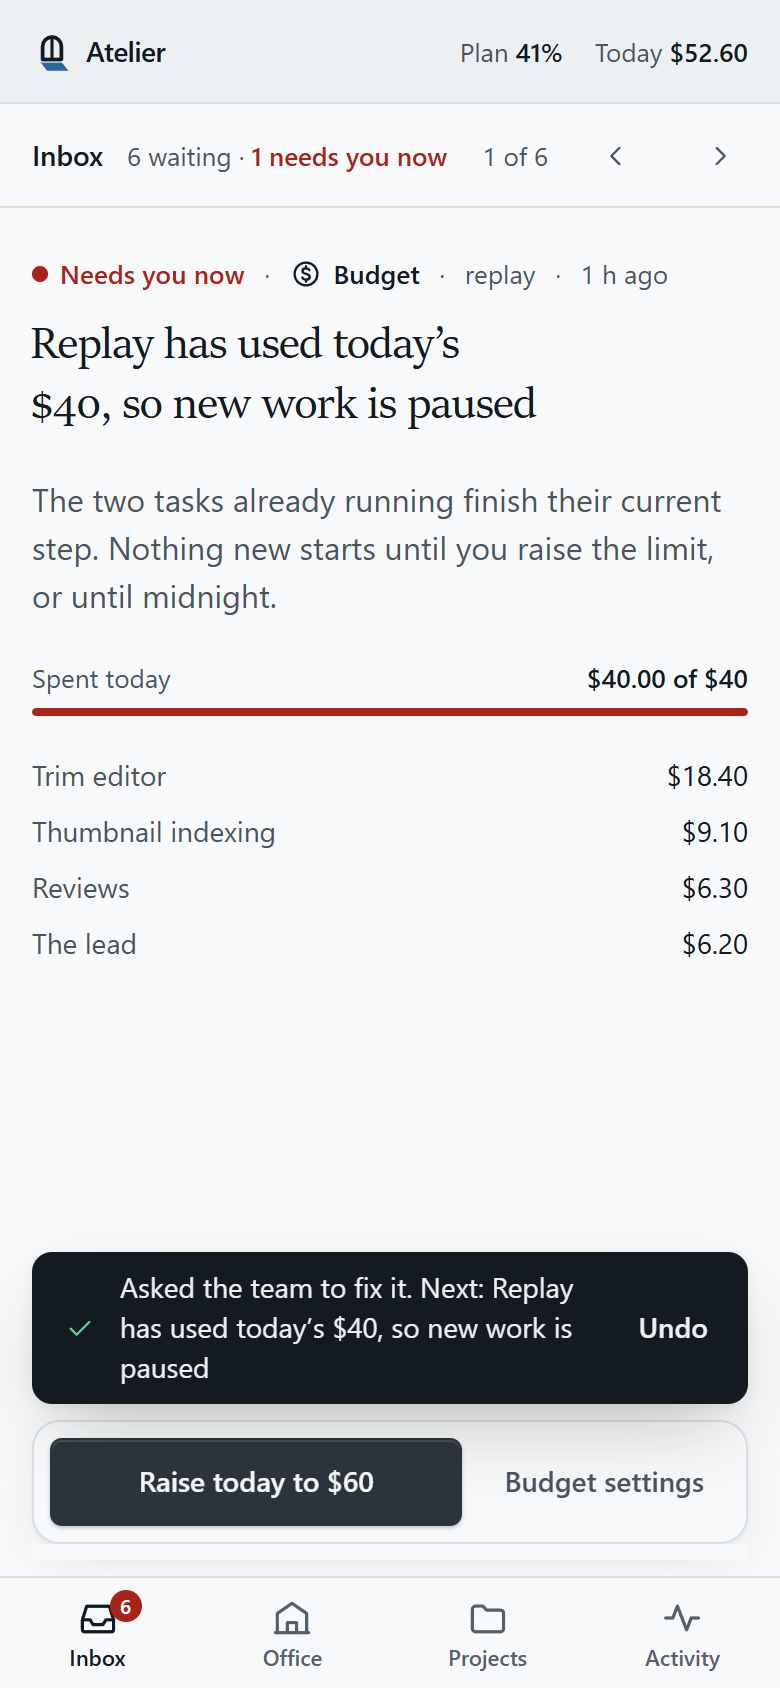 Atelier Plan 41% Today $52.60
Inbox 6 waiting · 1 needs you now 1 of 6
Needs you now · Budget · replay · 1 h ago
Replay has used today’s
$40, so new work is paused
The two tasks already running finish their current
step. Nothing new starts until you raise the limit,
or until midnight.
Spent today $40.00 of $40
Trim editor $18.40
Thumbnail indexing $9.10
Reviews $6.30
The lead $6.20
Asked the team to fix it. Next: Replay
has used today’s $40, so new work is
paused
Undo
Raise today to $60 Budget settings
6
Inbox Office Projects Activity